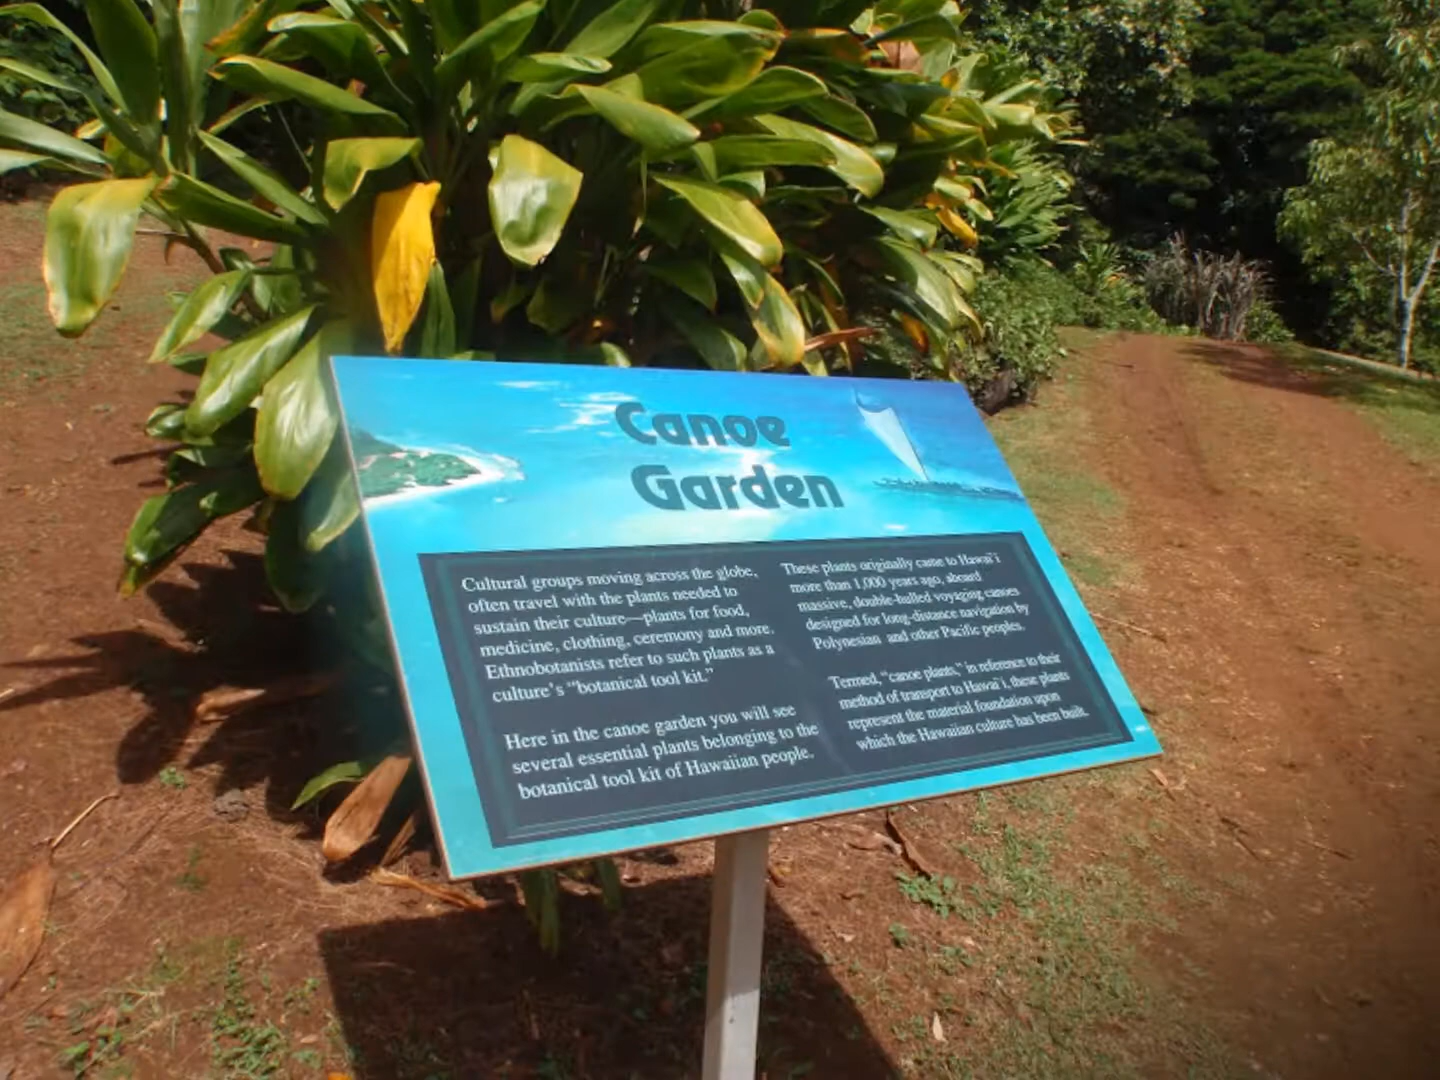 Canoe
Garden
Cultural groups moving across the globe,
often travel with the plants needed to
sustain their culture—plants for food,
medicine, clothing, ceremony and more.
Ethnobotanists refer to such plants as a
culture's "botanical tool kit."
Here in the canoe garden you will see
several essential plants belonging to the
botanical tool kit of Hawaiian people.
These plants originally came to Hawai`i
more than 1,000 years ago, aboard
massive, double-hulled voyaging canoes
designed for long-distance navigation by
Polynesian and other Pacific peoples.
Termed, "canoe plants," in reference to their
method of transport to Hawai`i, these plants
represent the material foundation upon
which the Hawaiian culture has been built.